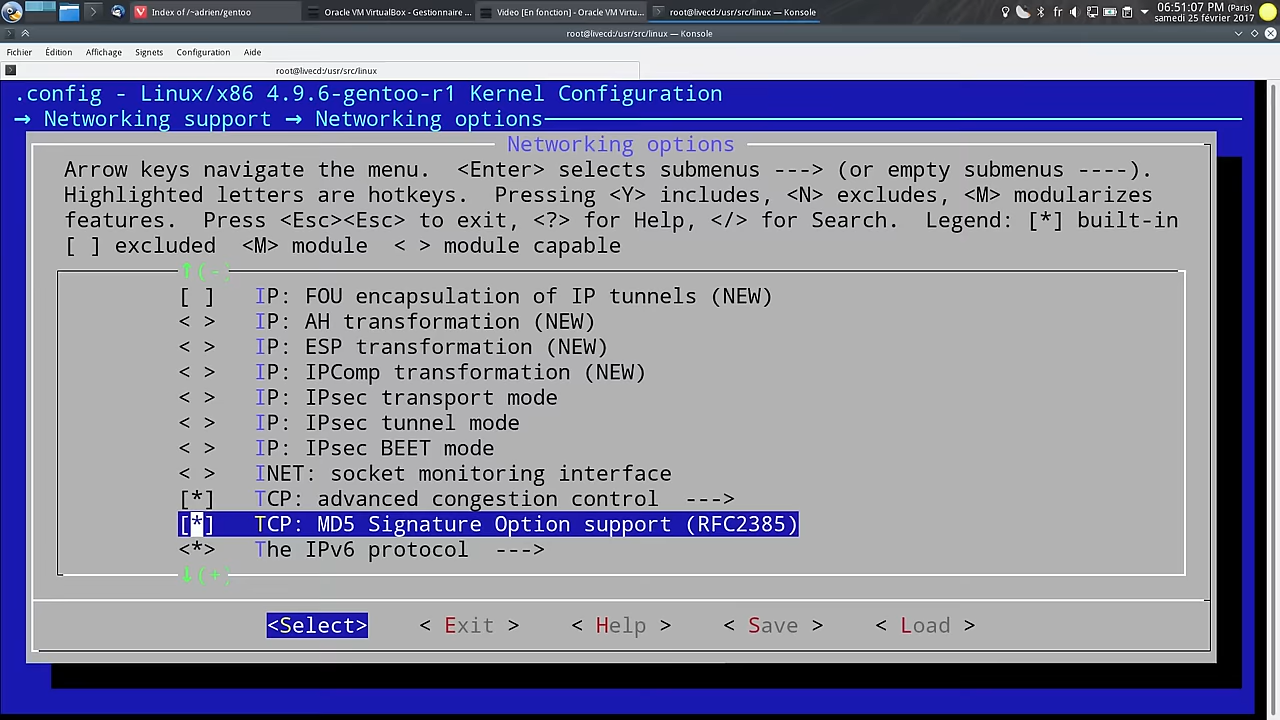 Index of /~adrien/gentoo
Oracle VM VirtualBox - Gestionnaire ...
Video [En fonction] - Oracle VM Virtu...
root@livecd:/usr/src/linux — Konsole
fr
06:51:07 PM (Paris)
samedi 25 février 2017
root@livecd:/usr/src/linux — Konsole
Fichier Édition Affichage Signets Configuration Aide
root@livecd:/usr/src/linux
.config - Linux/x86 4.9.6-gentoo-r1 Kernel Configuration
→ Networking support → Networking options
Networking options
Arrow keys navigate the menu.  <Enter> selects submenus ---> (or empty submenus ----).
Highlighted letters are hotkeys.  Pressing <Y> includes, <N> excludes, <M> modularizes
features.  Press <Esc><Esc> to exit, <?> for Help, </> for Search.  Legend: [*] built-in
[ ] excluded  <M> module  < > module capable
↑(-)
[ ]   IP: FOU encapsulation of IP tunnels (NEW)
< >   IP: AH transformation (NEW)
< >   IP: ESP transformation (NEW)
< >   IP: IPComp transformation (NEW)
< >   IP: IPsec transport mode
< >   IP: IPsec tunnel mode
< >   IP: IPsec BEET mode
< >   INET: socket monitoring interface
[*]   TCP: advanced congestion control  --->
[*]   TCP: MD5 Signature Option support (RFC2385)
<*>   The IPv6 protocol  --->
↓(+)
<Select>    < Exit >    < Help >    < Save >    < Load >